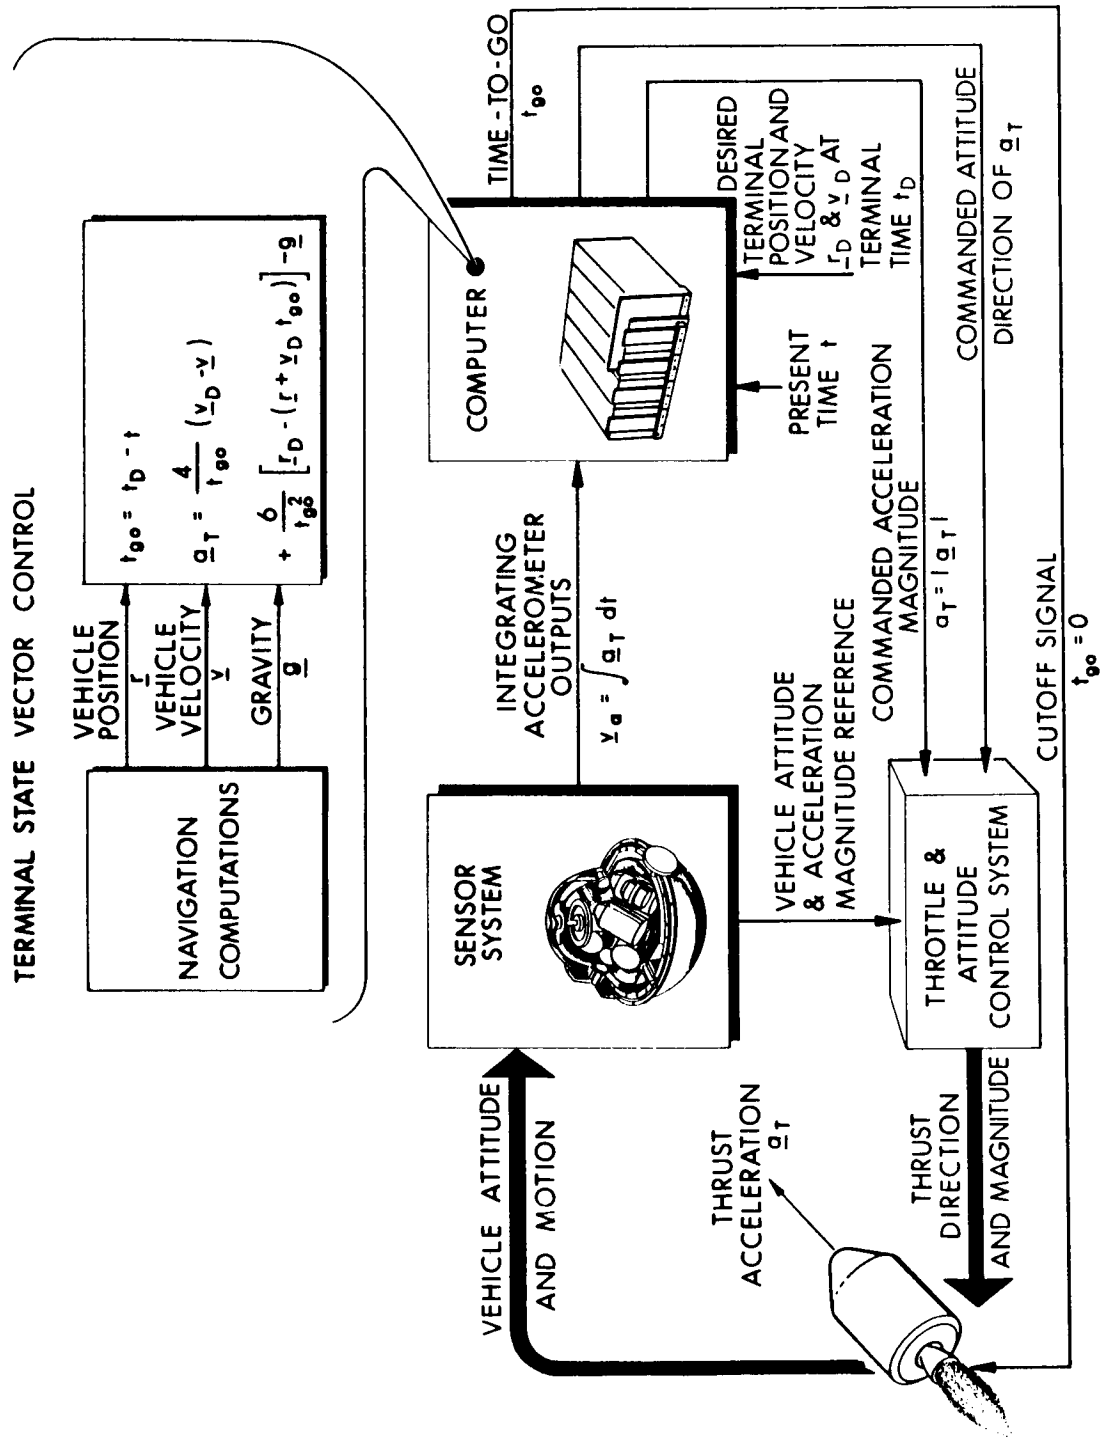 TERMINAL STATE VECTOR CONTROL
NAVIGATION
COMPUTATIONS
VEHICLE
POSITION
r
VEHICLE
VELOCITY
v
GRAVITY
g
t_go = t_D - t
a_T = 4/t_go (v_D - v)
+ 6/t_go^2 [r_D - (r + v_D t_go)] - g
VEHICLE ATTITUDE
AND MOTION
SENSOR
SYSTEM
INTEGRATING
ACCELEROMETER
OUTPUTS
v_a = ∫ a_T dt
COMPUTER
TIME-TO-GO
t_go
PRESENT
TIME t
DESIRED
TERMINAL
POSITION AND
VELOCITY
r_D & v_D AT
TERMINAL
TIME t_D
THRUST
ACCELERATION
a_T
VEHICLE ATTITUDE
& ACCELERATION
MAGNITUDE REFERENCE
COMMANDED ACCELERATION
MAGNITUDE
a_T = |a_T|
COMMANDED ATTITUDE
DIRECTION OF a_T
THROTTLE &
ATTITUDE
CONTROL SYSTEM
THRUST
DIRECTION
AND MAGNITUDE
CUTOFF SIGNAL
t_go = 0